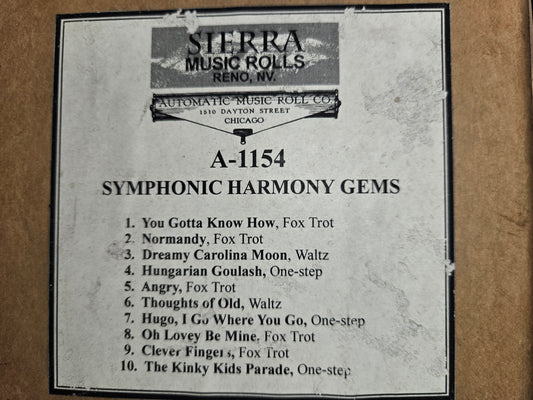 SIERRA
MUSIC ROLLS
RENO, NV.
AUTOMATIC MUSIC ROLL CO.
1510 DAYTON STREET
CHICAGO
A-1154
SYMPHONIC HARMONY GEMS
1. You Gotta Know How, Fox Trot
2. Normandy, Fox Trot
3. Dreamy Carolina Moon, Waltz
4. Hungarian Goulash, One-step
5. Angry, Fox Trot
6. Thoughts of Old, Waltz
7. Hugo, I Go Where You Go, One-step
8. Oh Lovey Be Mine, Fox Trot
9. Clever Fingers, Fox Trot
10. The Kinky Kids Parade, One-step